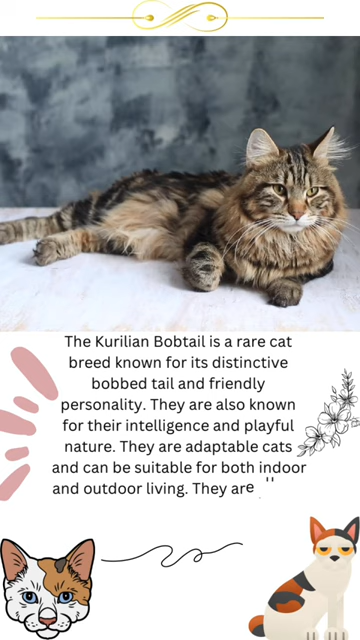 The Kurilian Bobtail is a rare cat
breed known for its distinctive
bobbed tail and friendly
personality. They are also known
for their intelligence and playful
nature. They are adaptable cats
and can be suitable for both indoor
and outdoor living. They are